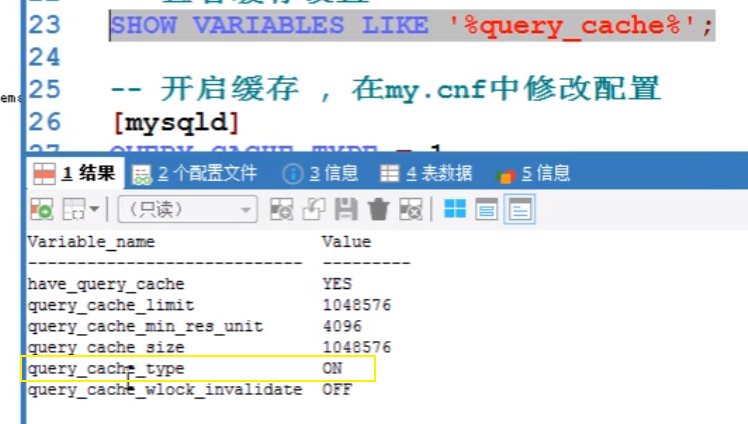 23 SHOW VARIABLES LIKE '%query_cache%';
24
25 -- 开启缓存 , 在my.cnf中修改配置
26 [mysqld]
1 结果 2 个配置文件 3 信息 4 表数据 5 信息
(只读)
Variable_name Value
--------------------------- ---------
have_query_cache YES
query_cache_limit 1048576
query_cache_min_res_unit 4096
query_cache_size 1048576
query_cache_type ON
query_cache_wlock_invalidate OFF